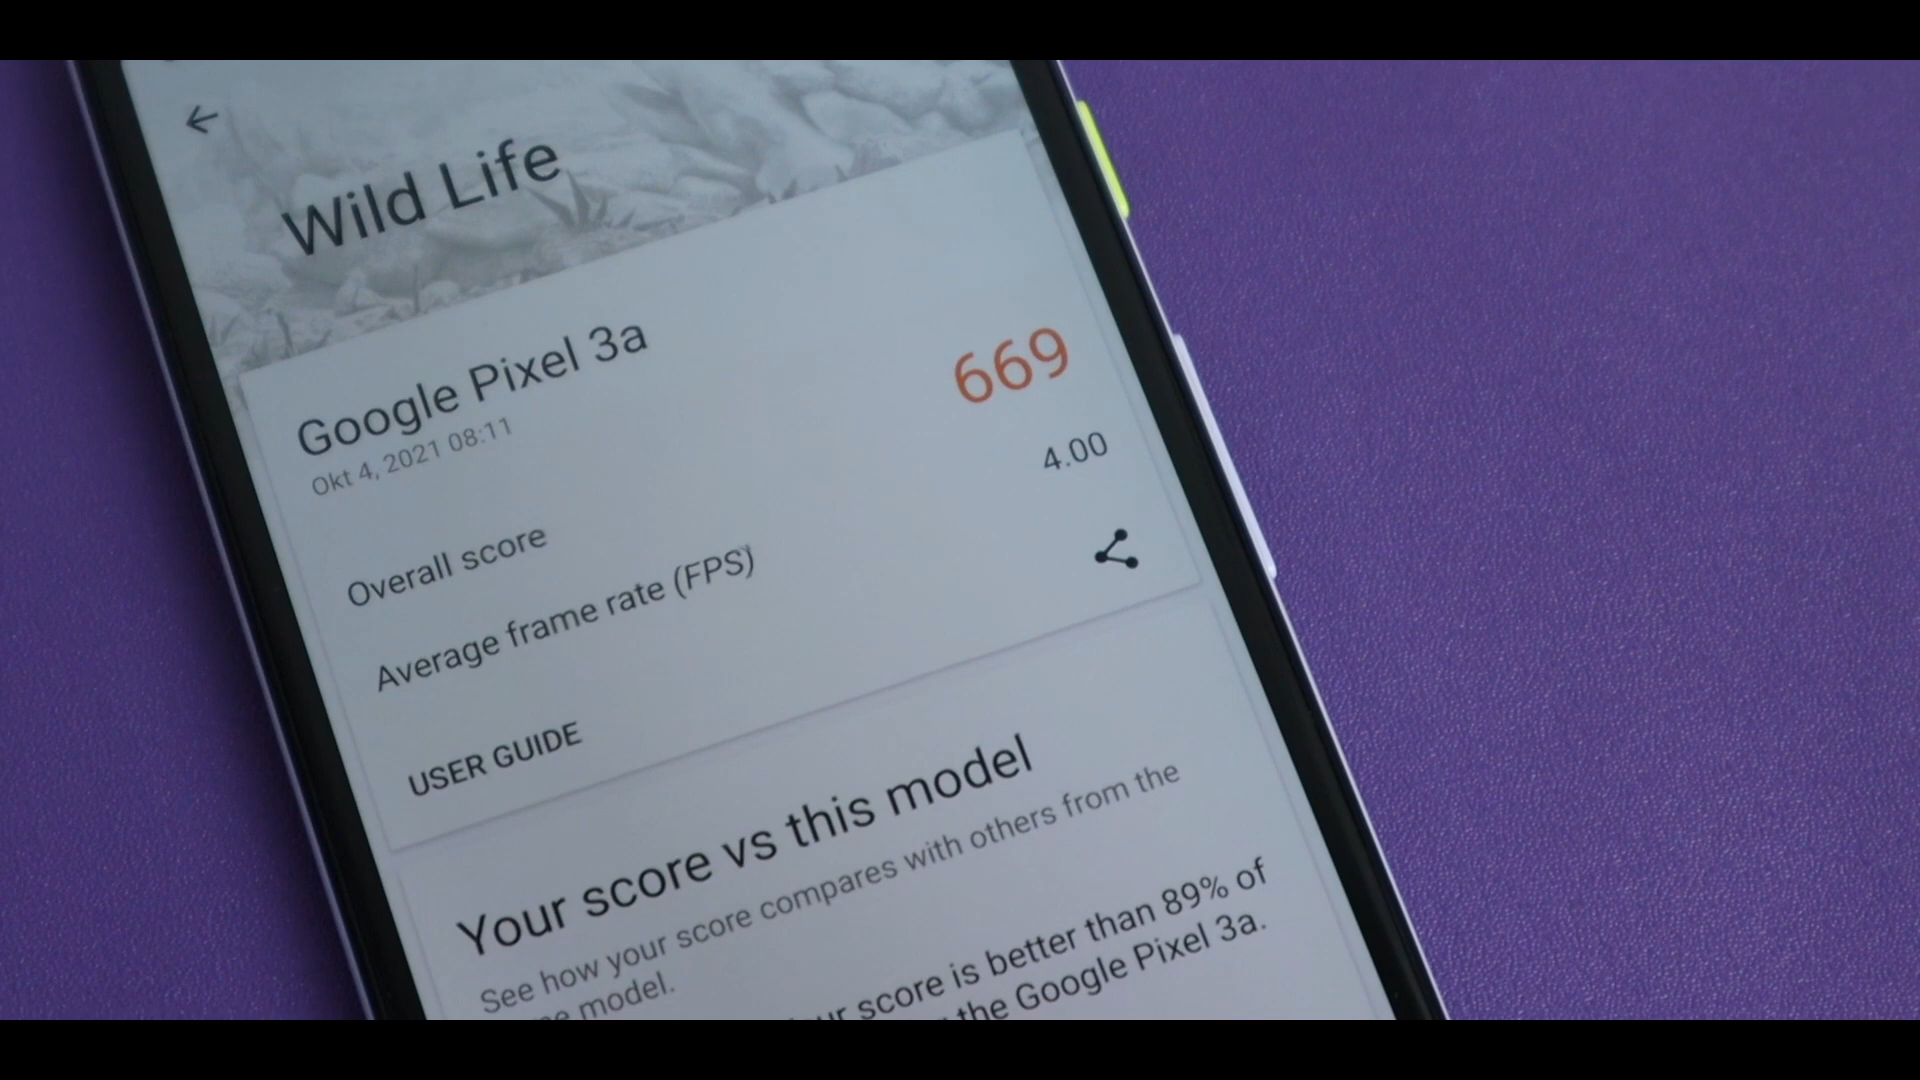 Wild Life
Google Pixel 3a
Okt 4, 2021 08:11
Overall score 669
Average frame rate (FPS) 4.00
USER GUIDE
Your score vs this model
See how your score compares with others from the
model.
score is better than 89% of
the Google Pixel 3a.